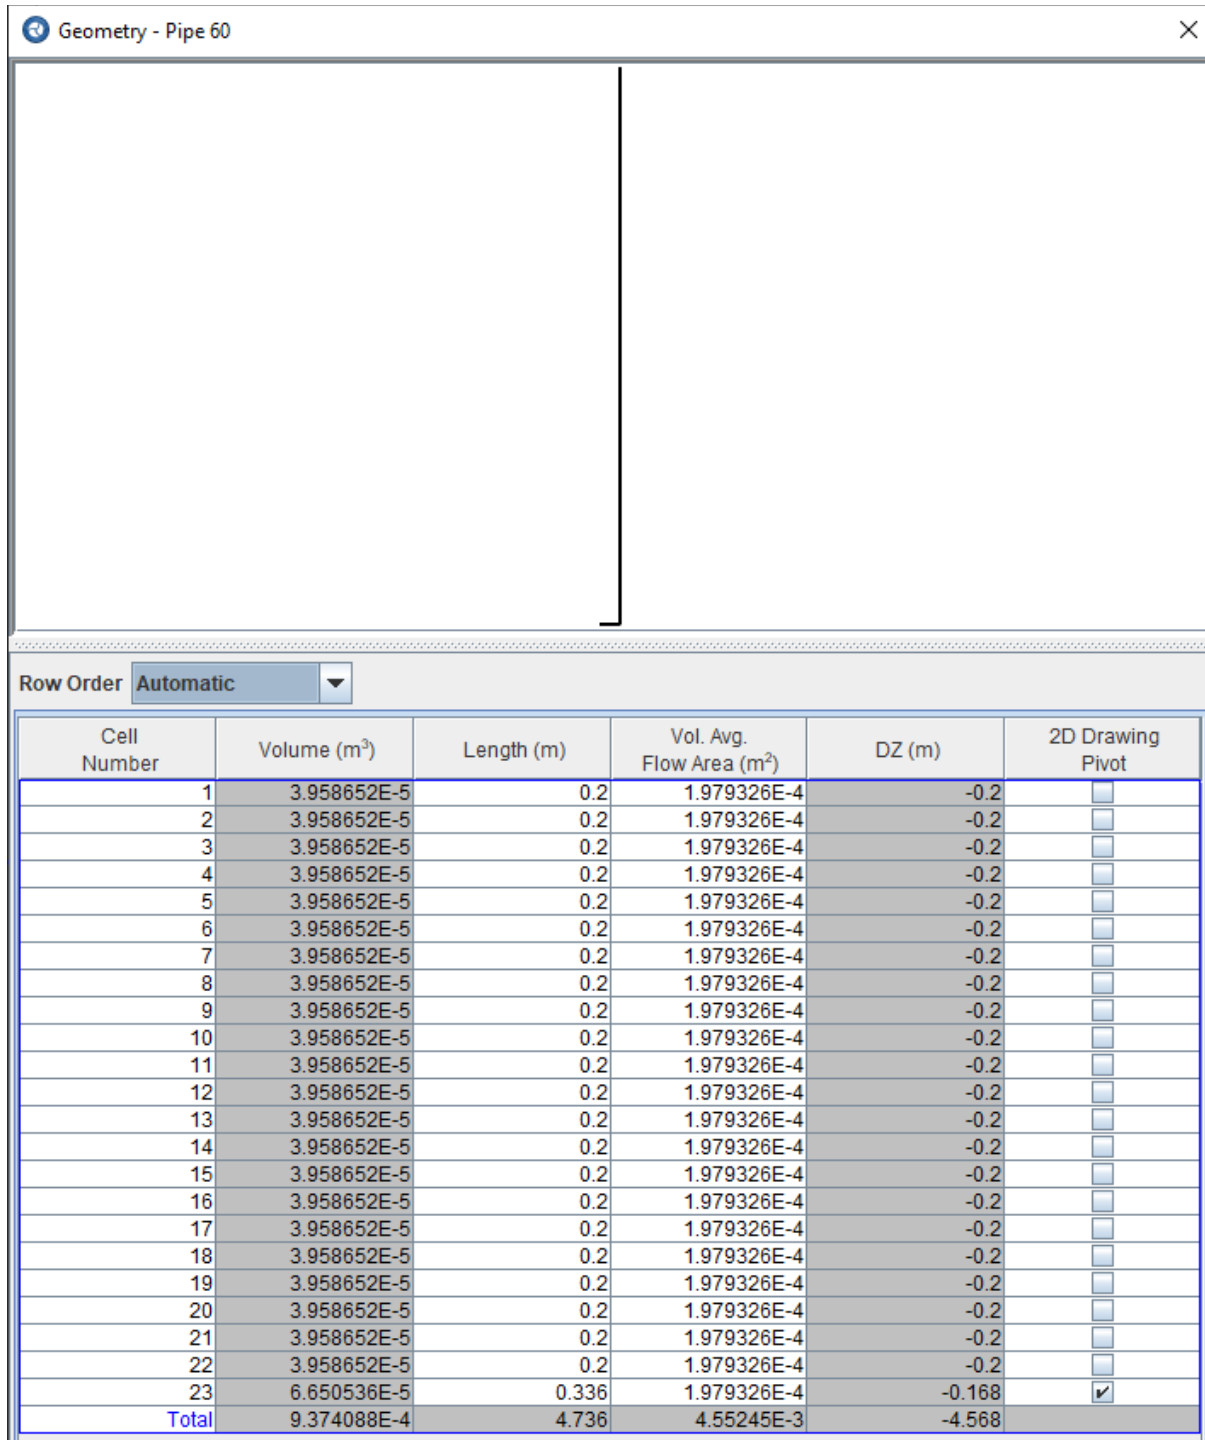 Geometry - Pipe 60
Row Order Automatic
Cell Number Volume (m³) Length (m) Vol. Avg. Flow Area (m²) DZ (m) 2D Drawing Pivot
1 3.958652E-5 0.2 1.979326E-4 -0.2
2 3.958652E-5 0.2 1.979326E-4 -0.2
3 3.958652E-5 0.2 1.979326E-4 -0.2
4 3.958652E-5 0.2 1.979326E-4 -0.2
5 3.958652E-5 0.2 1.979326E-4 -0.2
6 3.958652E-5 0.2 1.979326E-4 -0.2
7 3.958652E-5 0.2 1.979326E-4 -0.2
8 3.958652E-5 0.2 1.979326E-4 -0.2
9 3.958652E-5 0.2 1.979326E-4 -0.2
10 3.958652E-5 0.2 1.979326E-4 -0.2
11 3.958652E-5 0.2 1.979326E-4 -0.2
12 3.958652E-5 0.2 1.979326E-4 -0.2
13 3.958652E-5 0.2 1.979326E-4 -0.2
14 3.958652E-5 0.2 1.979326E-4 -0.2
15 3.958652E-5 0.2 1.979326E-4 -0.2
16 3.958652E-5 0.2 1.979326E-4 -0.2
17 3.958652E-5 0.2 1.979326E-4 -0.2
18 3.958652E-5 0.2 1.979326E-4 -0.2
19 3.958652E-5 0.2 1.979326E-4 -0.2
20 3.958652E-5 0.2 1.979326E-4 -0.2
21 3.958652E-5 0.2 1.979326E-4 -0.2
22 3.958652E-5 0.2 1.979326E-4 -0.2
23 6.650536E-5 0.336 1.979326E-4 -0.168
Total 9.374088E-4 4.736 4.55245E-3 -4.568